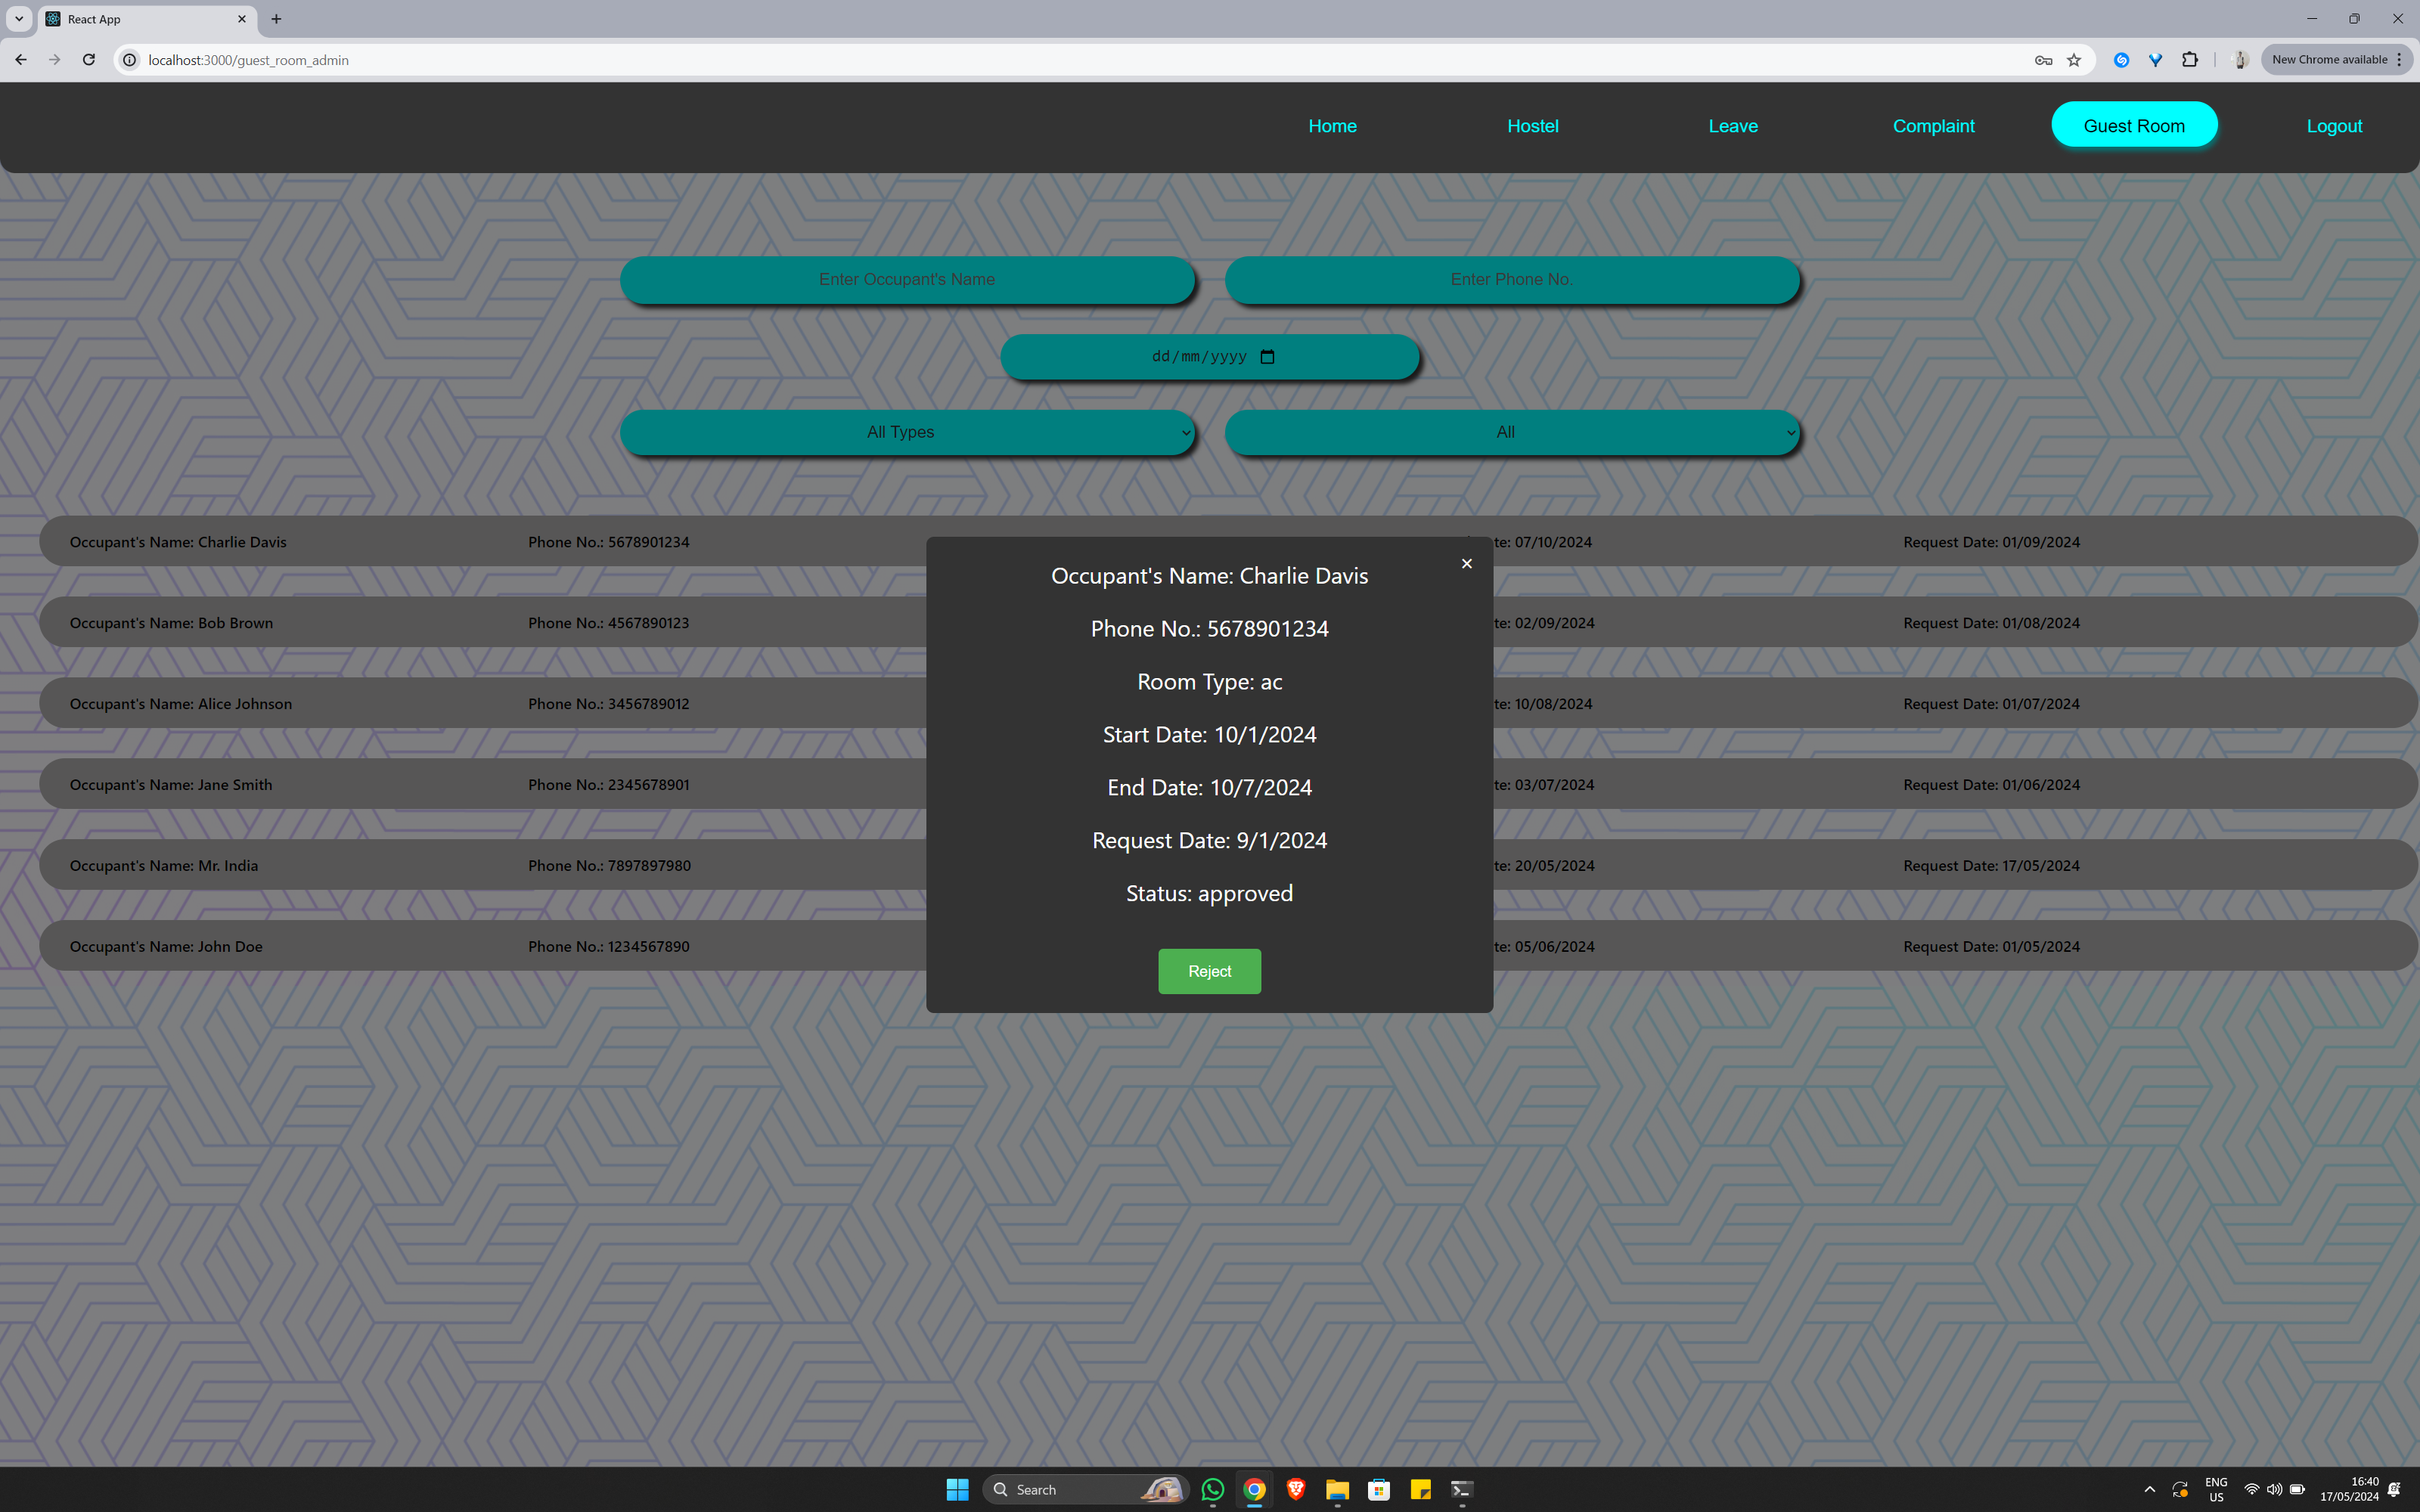 React App
localhost:3000/guest_room_admin
New Chrome available
Home
Hostel
Leave
Complaint
Guest Room
Logout
Enter Occupant's Name
Enter Phone No.
dd/mm/yyyy
All Types
All
Occupant's Name: Charlie Davis Phone No.: 5678901234 te: 07/10/2024 Request Date: 01/09/2024
Occupant's Name: Bob Brown Phone No.: 4567890123 te: 02/09/2024 Request Date: 01/08/2024
Occupant's Name: Alice Johnson Phone No.: 3456789012 te: 10/08/2024 Request Date: 01/07/2024
Occupant's Name: Jane Smith Phone No.: 2345678901 te: 03/07/2024 Request Date: 01/06/2024
Occupant's Name: Mr. India Phone No.: 7897897980 te: 20/05/2024 Request Date: 17/05/2024
Occupant's Name: John Doe Phone No.: 1234567890 te: 05/06/2024 Request Date: 01/05/2024
Occupant's Name: Charlie Davis
Phone No.: 5678901234
Room Type: ac
Start Date: 10/1/2024
End Date: 10/7/2024
Request Date: 9/1/2024
Status: approved
Reject
Search
ENG
US
16:40
17/05/2024